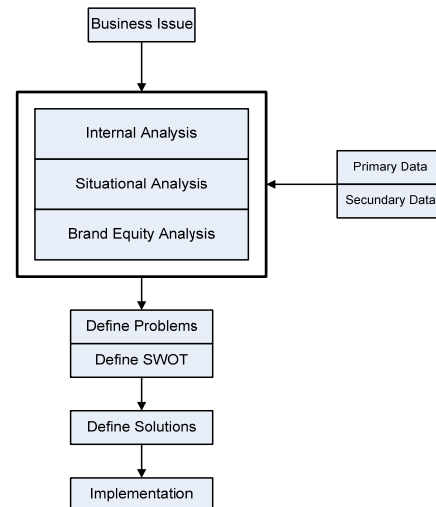 Business Issue
Internal Analysis
Situational Analysis
Brand Equity Analysis
Primary Data
Secundary Data
Define Problems
Define SWOT
Define Solutions
Implementation